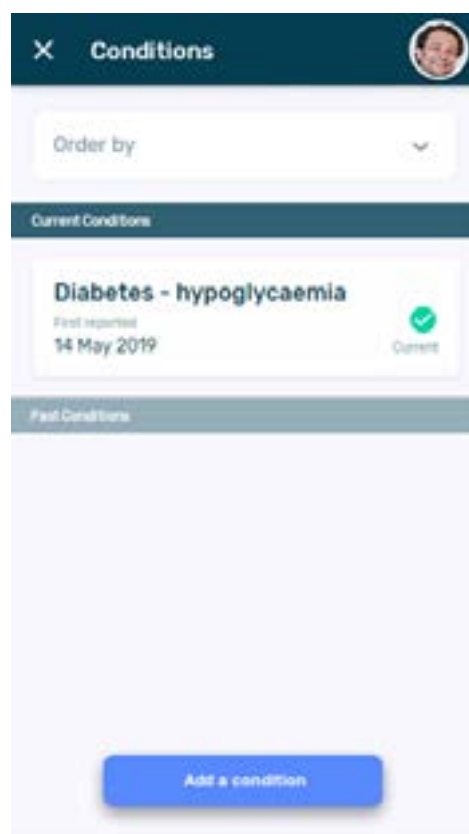 Conditions
Order by
Current Conditions
Diabetes - hypoglycaemia
First reported
14 May 2019
Current
Past Conditions
Add a condition